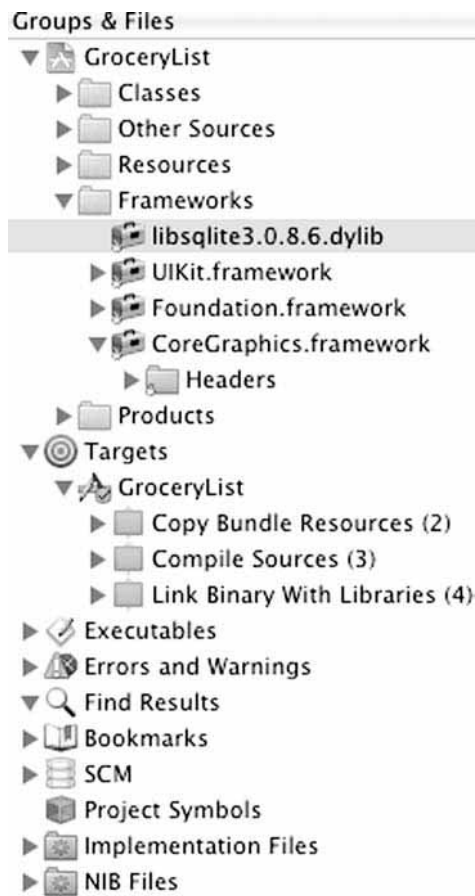 Groups & Files
GroceryList
Classes
Other Sources
Resources
Frameworks
libsqlite3.0.8.6.dylib
UIKit.framework
Foundation.framework
CoreGraphics.framework
Headers
Products
Targets
GroceryList
Copy Bundle Resources (2)
Compile Sources (3)
Link Binary With Libraries (4)
Executables
Errors and Warnings
Find Results
Bookmarks
SCM
Project Symbols
Implementation Files
NIB Files